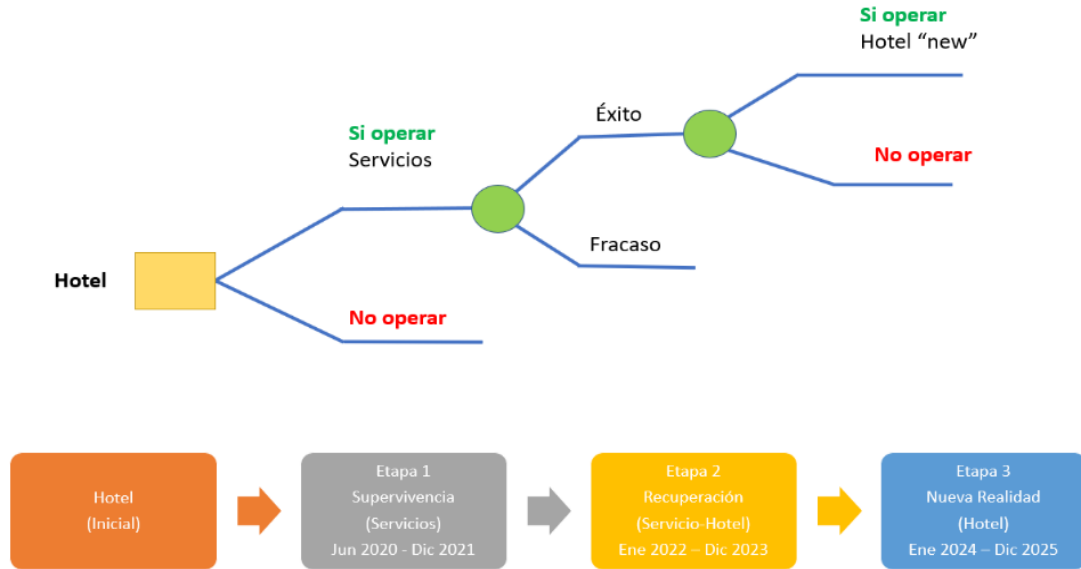 Si operar
Hotel “new”
Éxito
Si operar
Servicios
No operar
Fracaso
Hotel
No operar
Hotel
(Inicial)
Etapa 1
Supervivencia
(Servicios)
Jun 2020 - Dic 2021
Etapa 2
Recuperación
(Servicio-Hotel)
Ene 2022 – Dic 2023
Etapa 3
Nueva Realidad
(Hotel)
Ene 2024 – Dic 2025